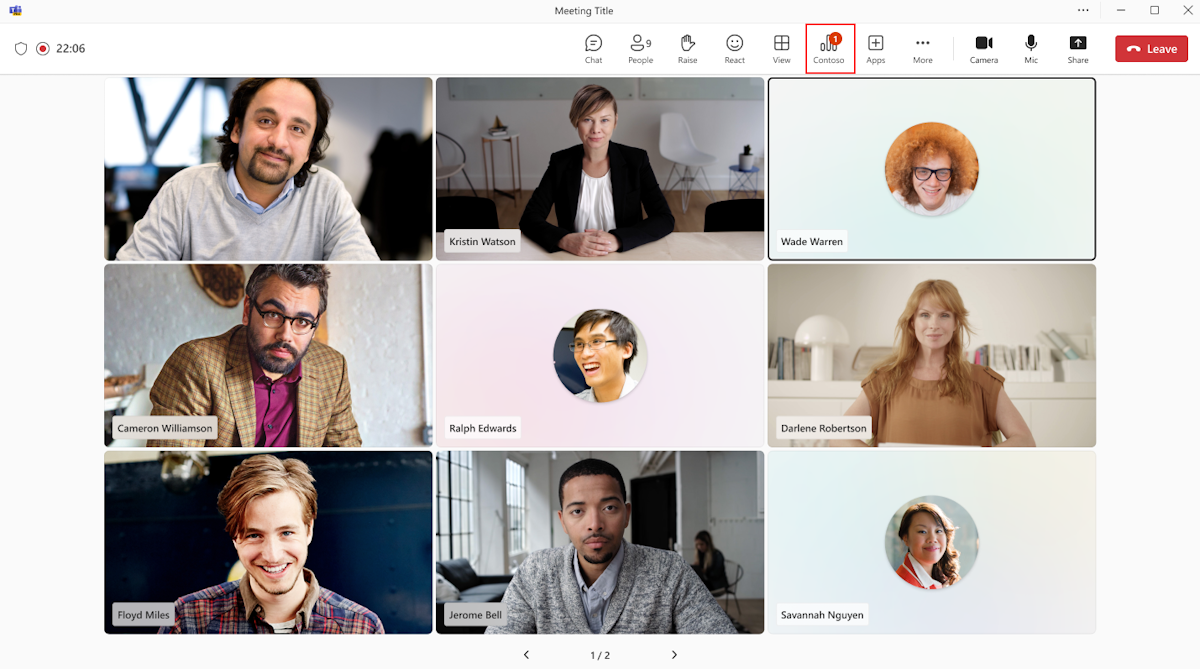 Meeting Title
22:06
Chat
People 9
Raise
React
View
Contoso 1
Apps
More
Camera
Mic
Share
Leave
Kristin Watson
Wade Warren
Cameron Williamson
Ralph Edwards
Darlene Robertson
Floyd Miles
Jerome Bell
Savannah Nguyen
1 / 2